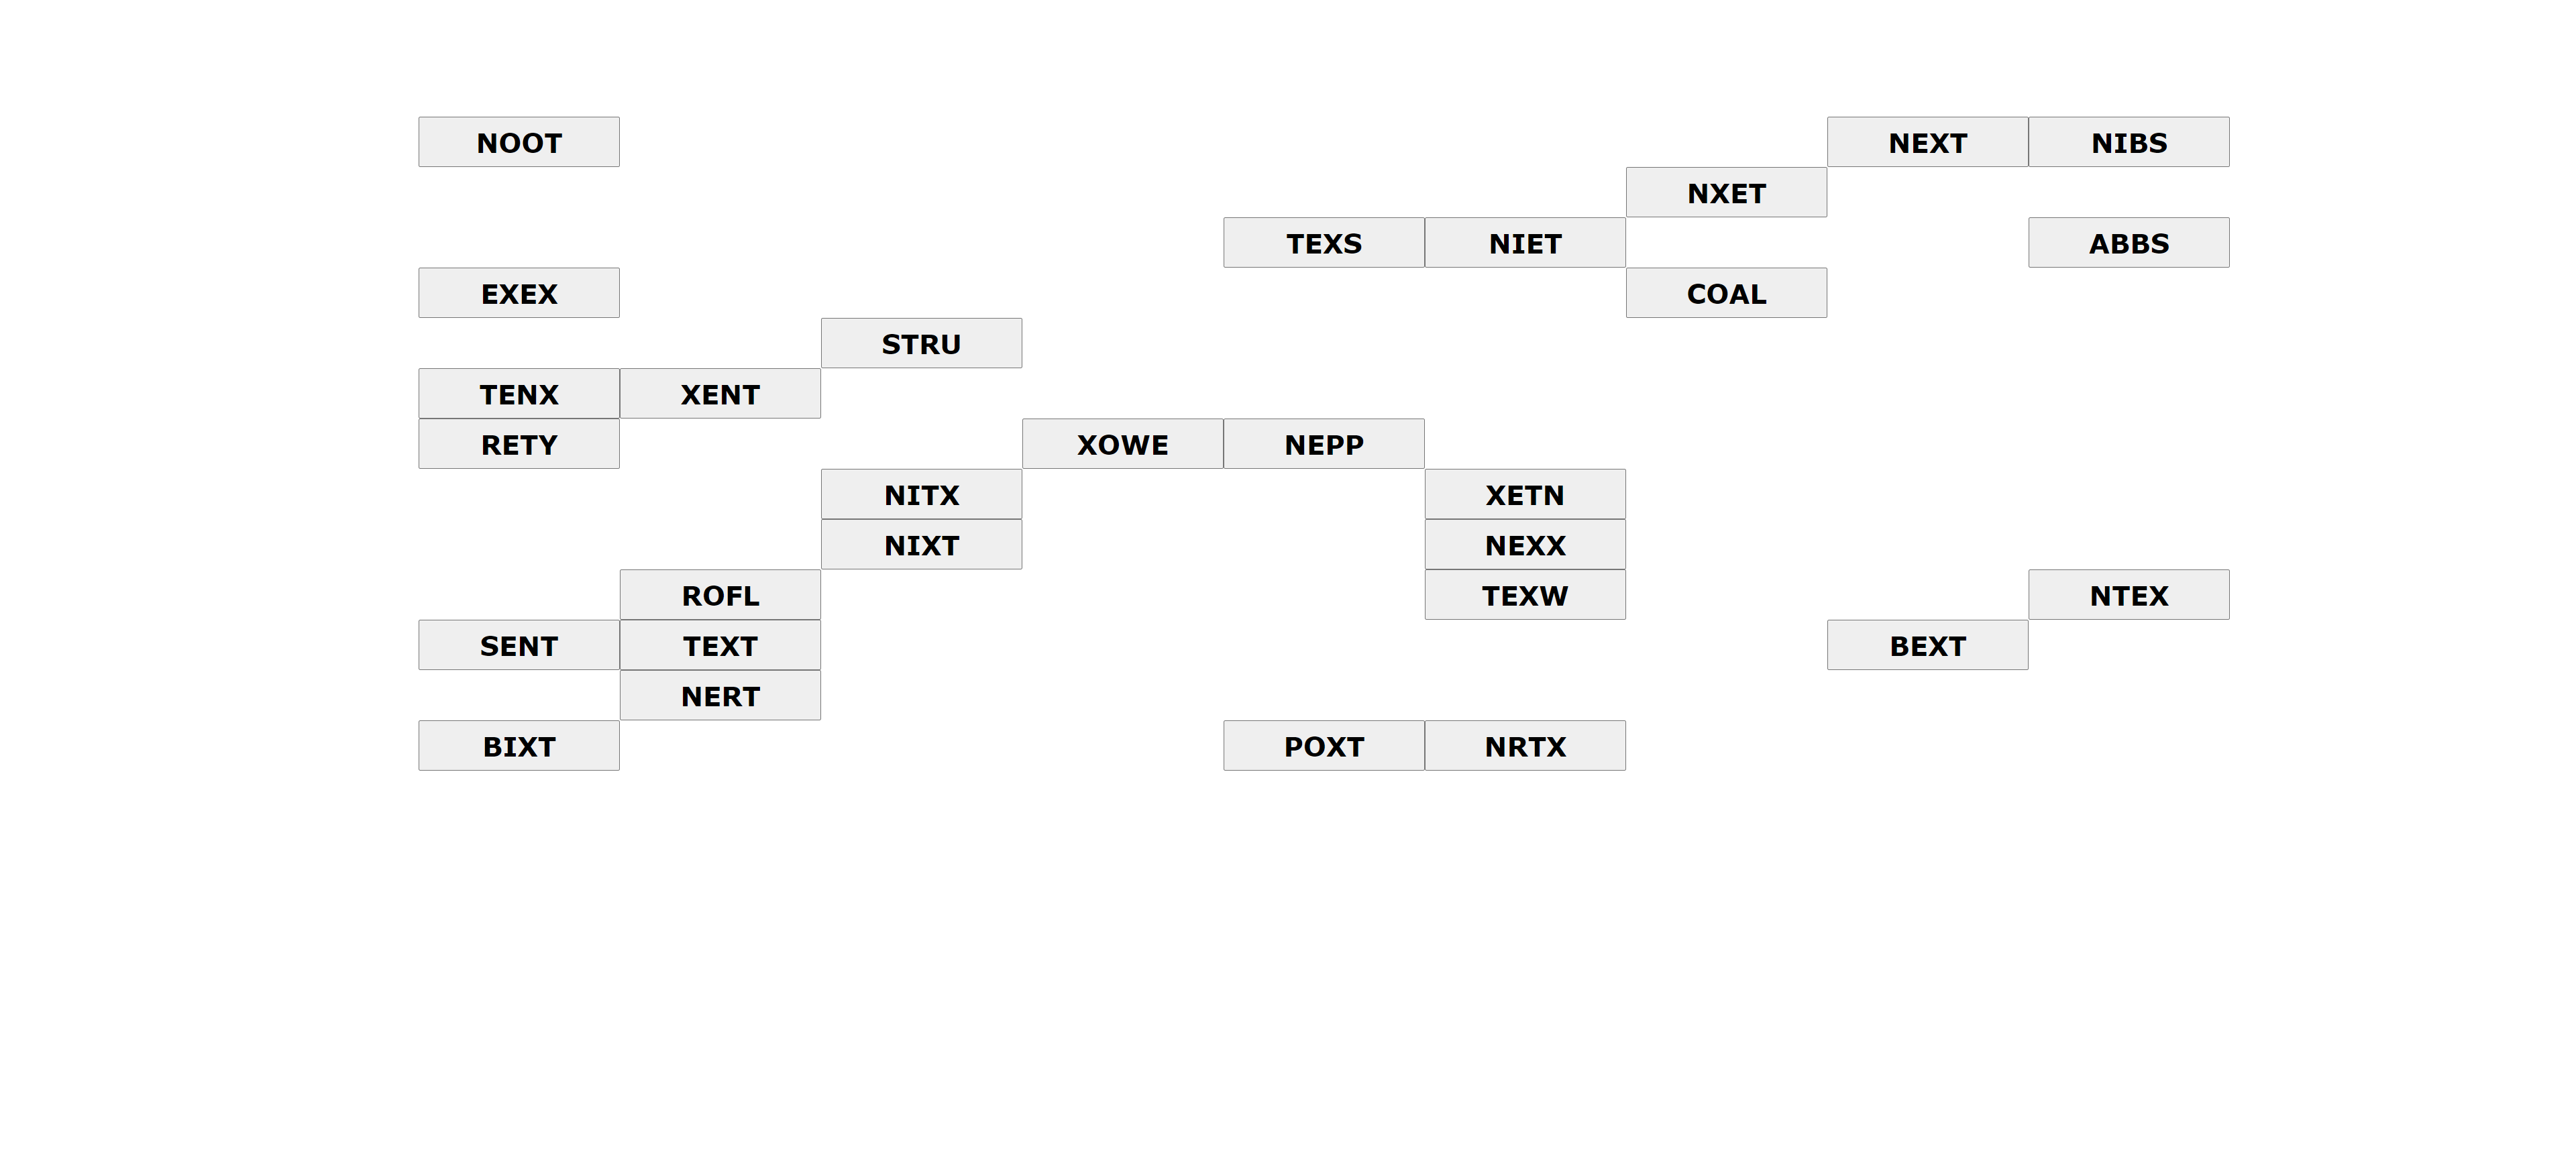 NOOT NEXT NIBS
NXET
TEXS NIET ABBS
EXEX COAL
STRU
TENX XENT
RETY XOWE NEPP
NITX XETN
NIXT NEXX
ROFL TEXW NTEX
SENT TEXT BEXT
NERT
BIXT POXT NRTX